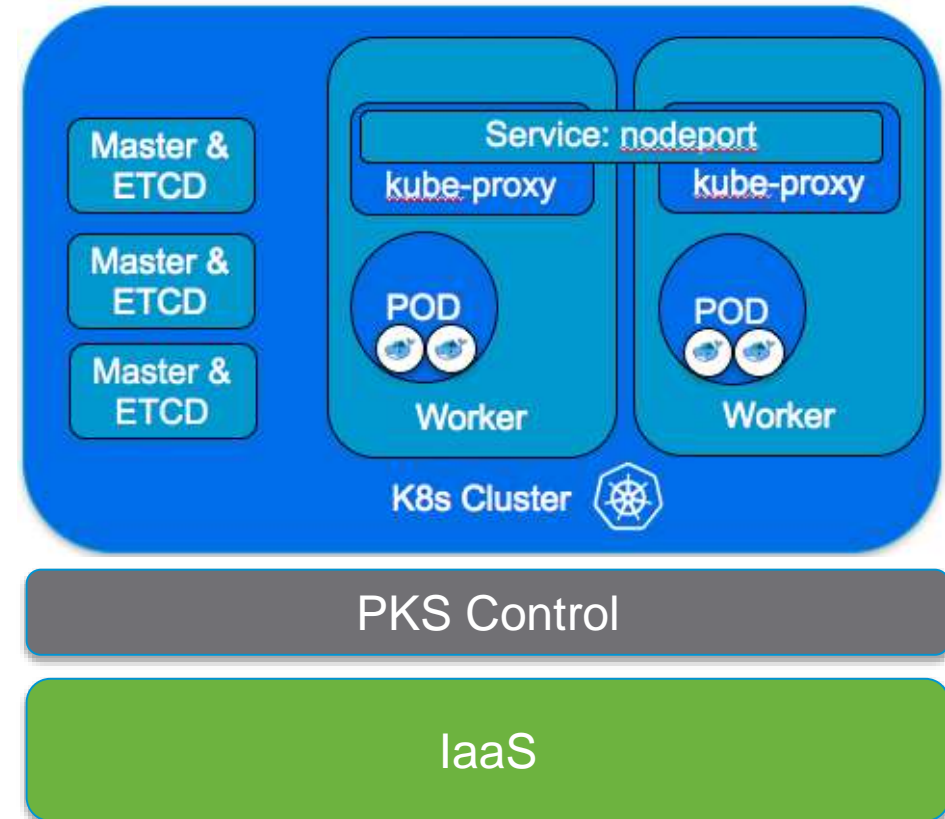 Master &
ETCD
Master &
ETCD
Master &
ETCD
Service: nodeport
kube-proxy
kube-proxy
POD
POD
Worker
Worker
K8s Cluster
PKS Control
IaaS